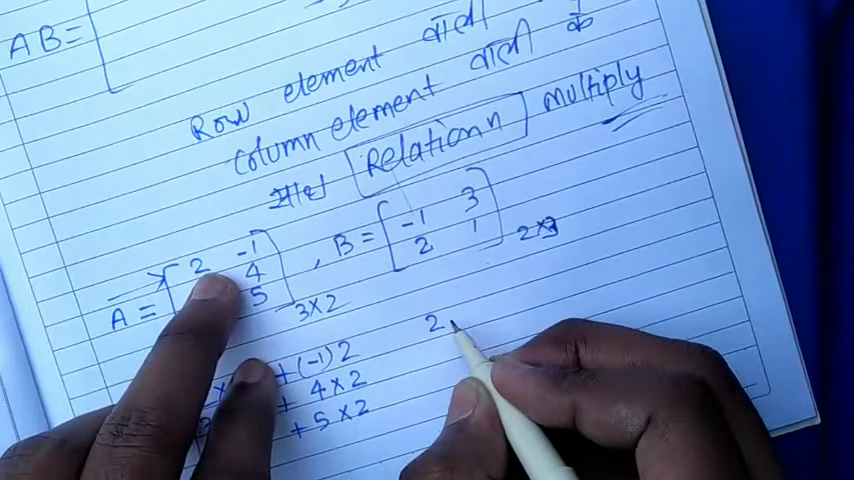 AB = [
Row element वाली
column element वाली क
साथ Relation n multiply
A = [ 2 -1
4
5 ] 3×2 , B = [ -1 3
2 1 ] 2×3
+ (-1) 2 2
+ 4×2
+ 5×2